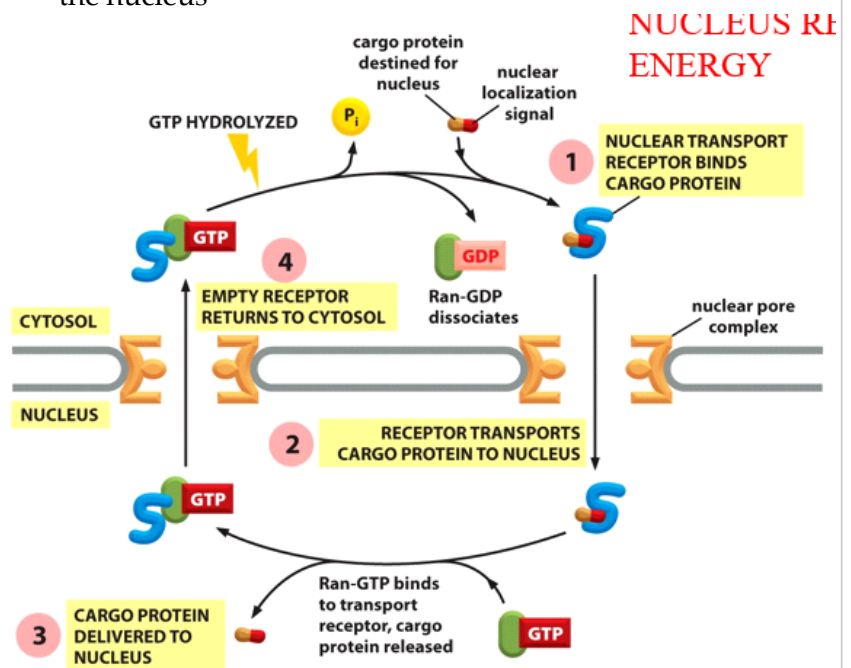 the nucleus
NUCLEUS RE
ENERGY
cargo protein
destined for
nucleus
nuclear
localization
signal
GTP HYDROLYZED
Pi
1
NUCLEAR TRANSPORT
RECEPTOR BINDS
CARGO PROTEIN
GTP
GDP
4
EMPTY RECEPTOR
RETURNS TO CYTOSOL
Ran-GDP
dissociates
nuclear pore
complex
CYTOSOL
NUCLEUS
2
RECEPTOR TRANSPORTS
CARGO PROTEIN TO NUCLEUS
GTP
Ran-GTP binds
to transport
receptor, cargo
protein released
GTP
3
CARGO PROTEIN
DELIVERED TO
NUCLEUS